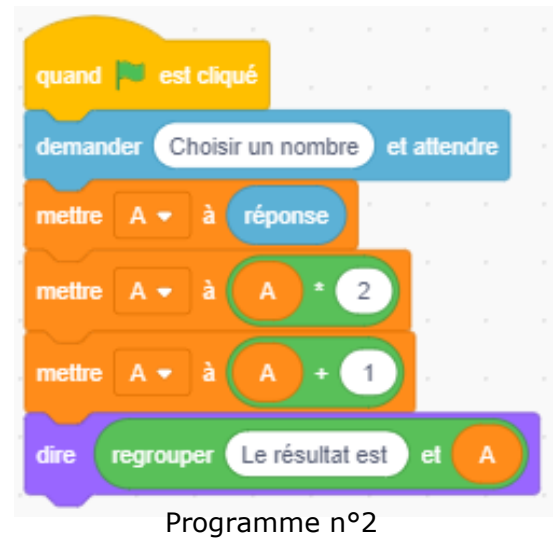 quand est cliqué
demander Choisir un nombre et attendre
mettre A à réponse
mettre A à A * 2
mettre A à A + 1
dire regrouper Le résultat est et A
Programme n°2